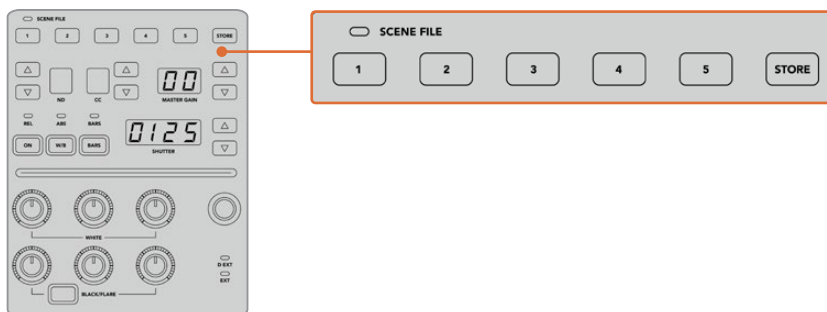 SCENE FILE
1 2 3 4 5 STORE
ND CC 00 MASTER GAIN
REL ABS BARS
ON W/B BARS 0125 SHUTTER
WHITE
D·EXT
EXT
BLACK/FLARE
SCENE FILE
1 2 3 4 5 STORE